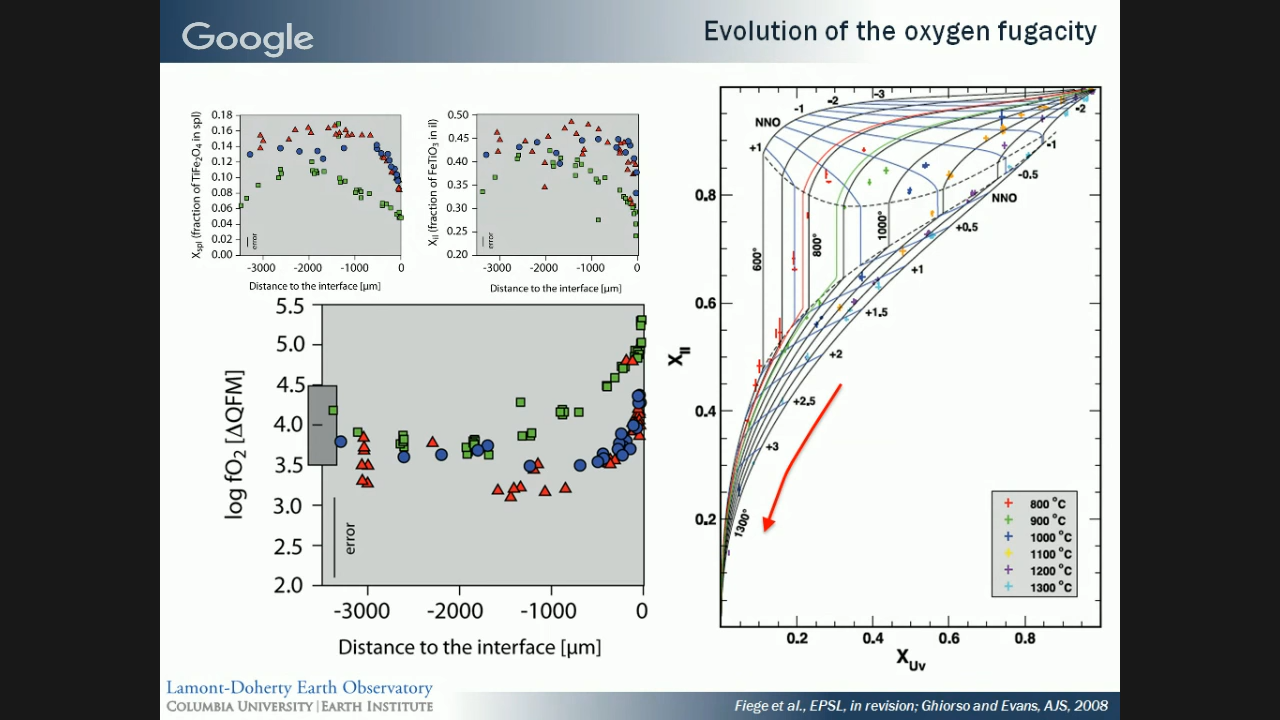 Google
Evolution of the oxygen fugacity
X_spl (fraction of TiFe₂O₄ in spl)
0.18
0.16
0.14
0.12
0.10
0.08
0.06
0.04
0.02
0.00
error
-3000 -2000 -1000 0
Distance to the interface [µm]
X_il (fraction of FeTiO₃ in il)
0.50
0.45
0.40
0.35
0.30
0.25
0.20
error
-3000 -2000 -1000 0
Distance to the interface [µm]
log fO₂ [ΔQFM]
5.5
5.0
4.5
4.0
3.5
3.0
2.5
2.0
error
-3000 -2000 -1000 0
Distance to the interface [µm]
-3
-2
-1
NNO
+1
-2
-1
-0.5
NNO
+0.5
+1
+1.5
+2
+2.5
+3
600°
800°
1000°
1300°
X_Il
0.8
0.6
0.4
0.2
0.2 0.4 0.6 0.8
X_Uv
800 °C
900 °C
1000 °C
1100 °C
1200 °C
1300 °C
Lamont-Doherty Earth Observatory
COLUMBIA UNIVERSITY | EARTH INSTITUTE
Fiege et al., EPSL, in revision; Ghiorso and Evans, AJS, 2008